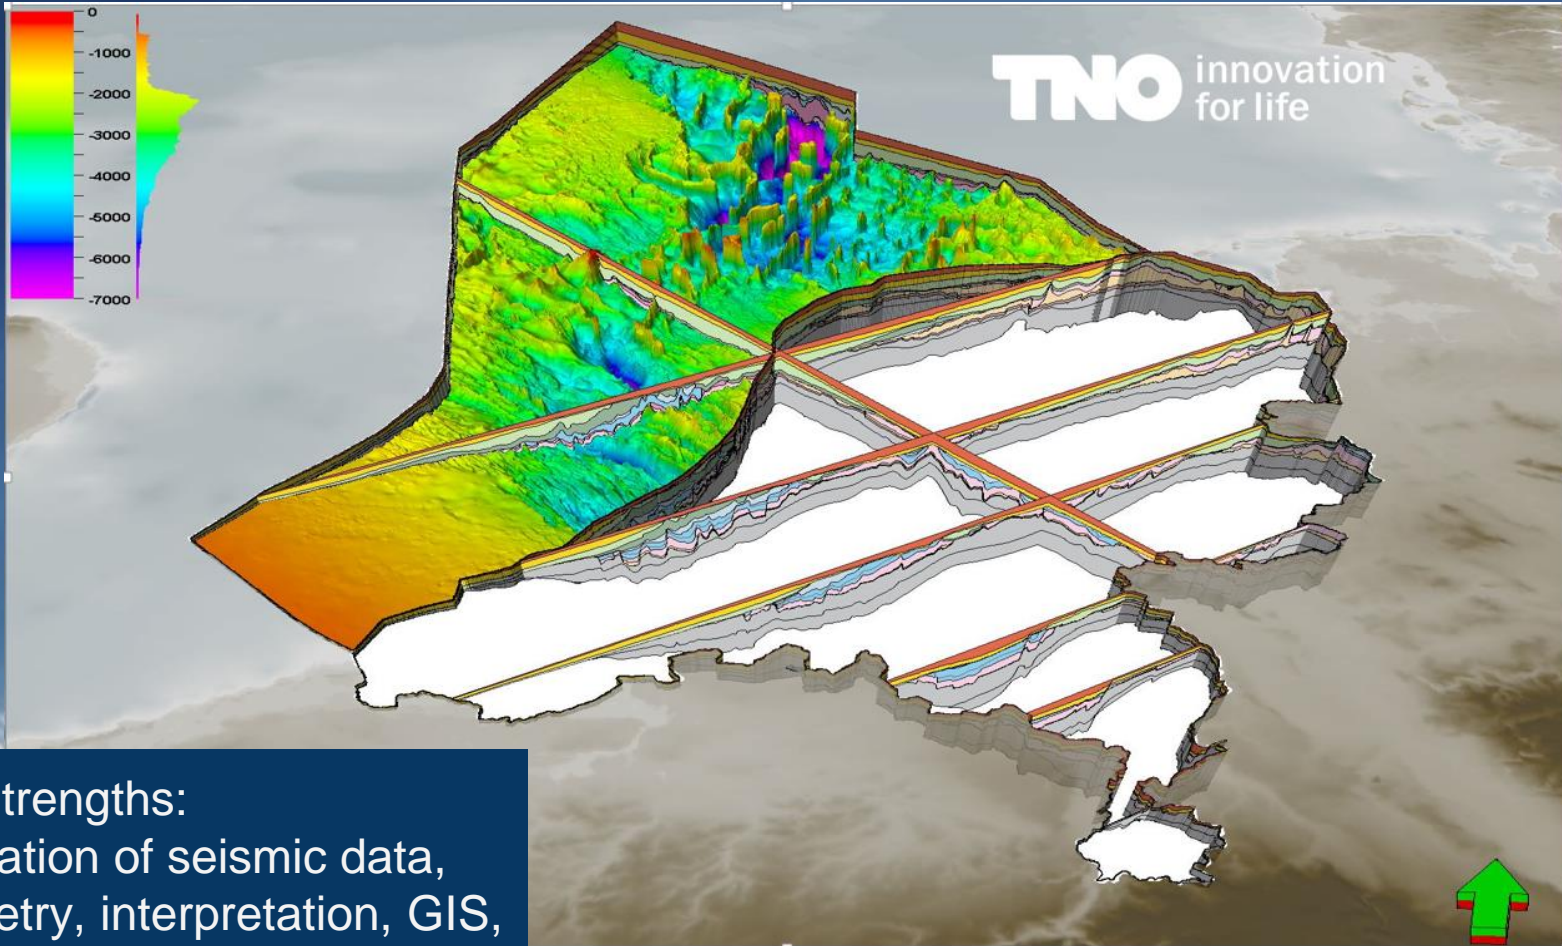 0
-1000
-2000
-3000
-4000
-5000
-6000
-7000
TNO innovation
for life
trengths:
ation of seismic data,
etry, interpretation, GIS,